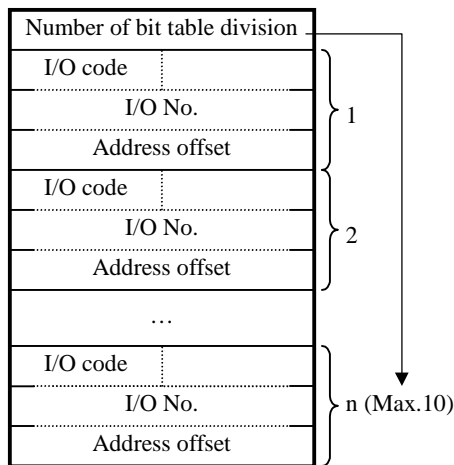 Number of bit table division
I/O code
I/O No.
Address offset
1
I/O code
I/O No.
Address offset
2
…
I/O code
I/O No.
Address offset
n (Max.10)